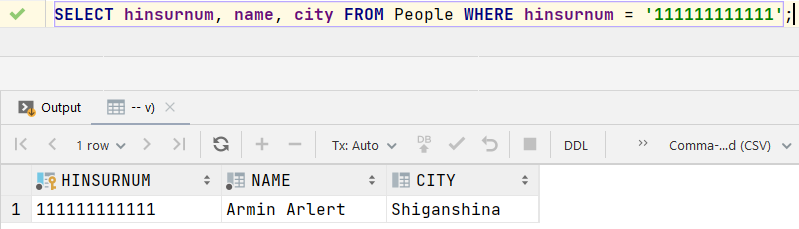 SELECT hinsurnum, name, city FROM People WHERE hinsurnum = '111111111111';
Output -- v)
1 row Tx: Auto DB DDL Comma-...d (CSV)
HINSURNUM NAME CITY
1 111111111111 Armin Arlert Shiganshina